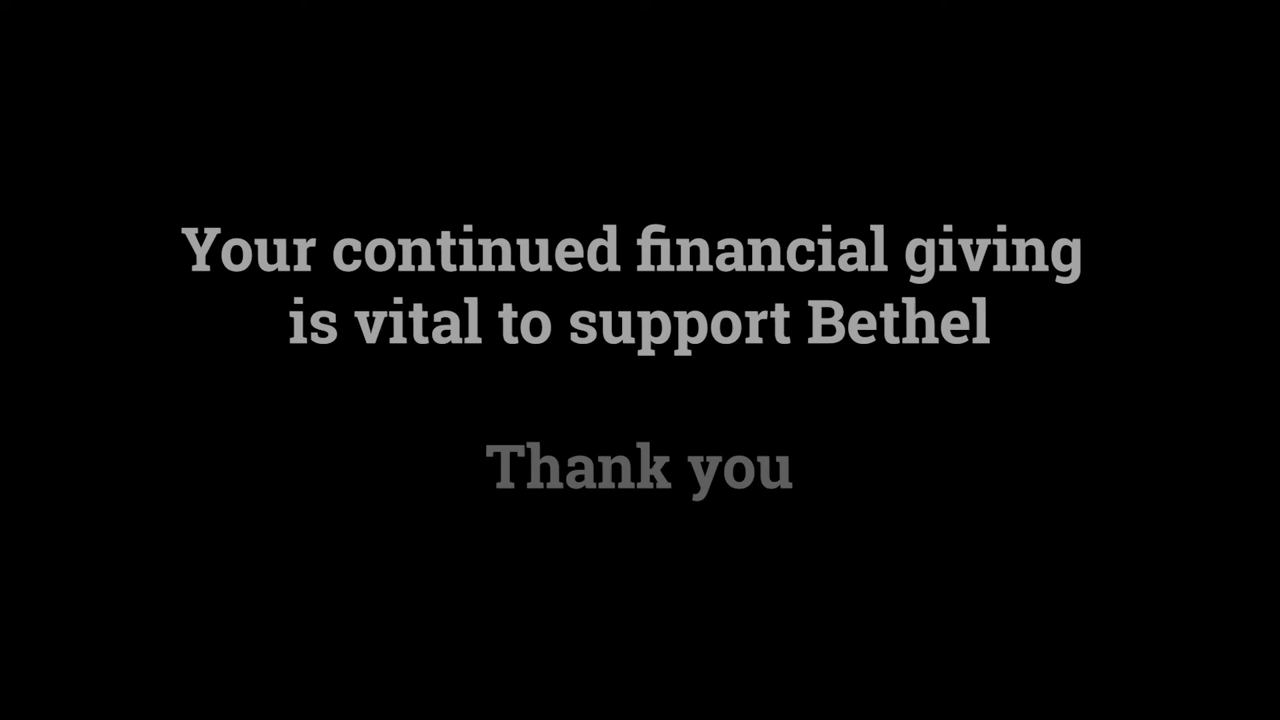 Your continued financial giving
is vital to support Bethel
Thank you